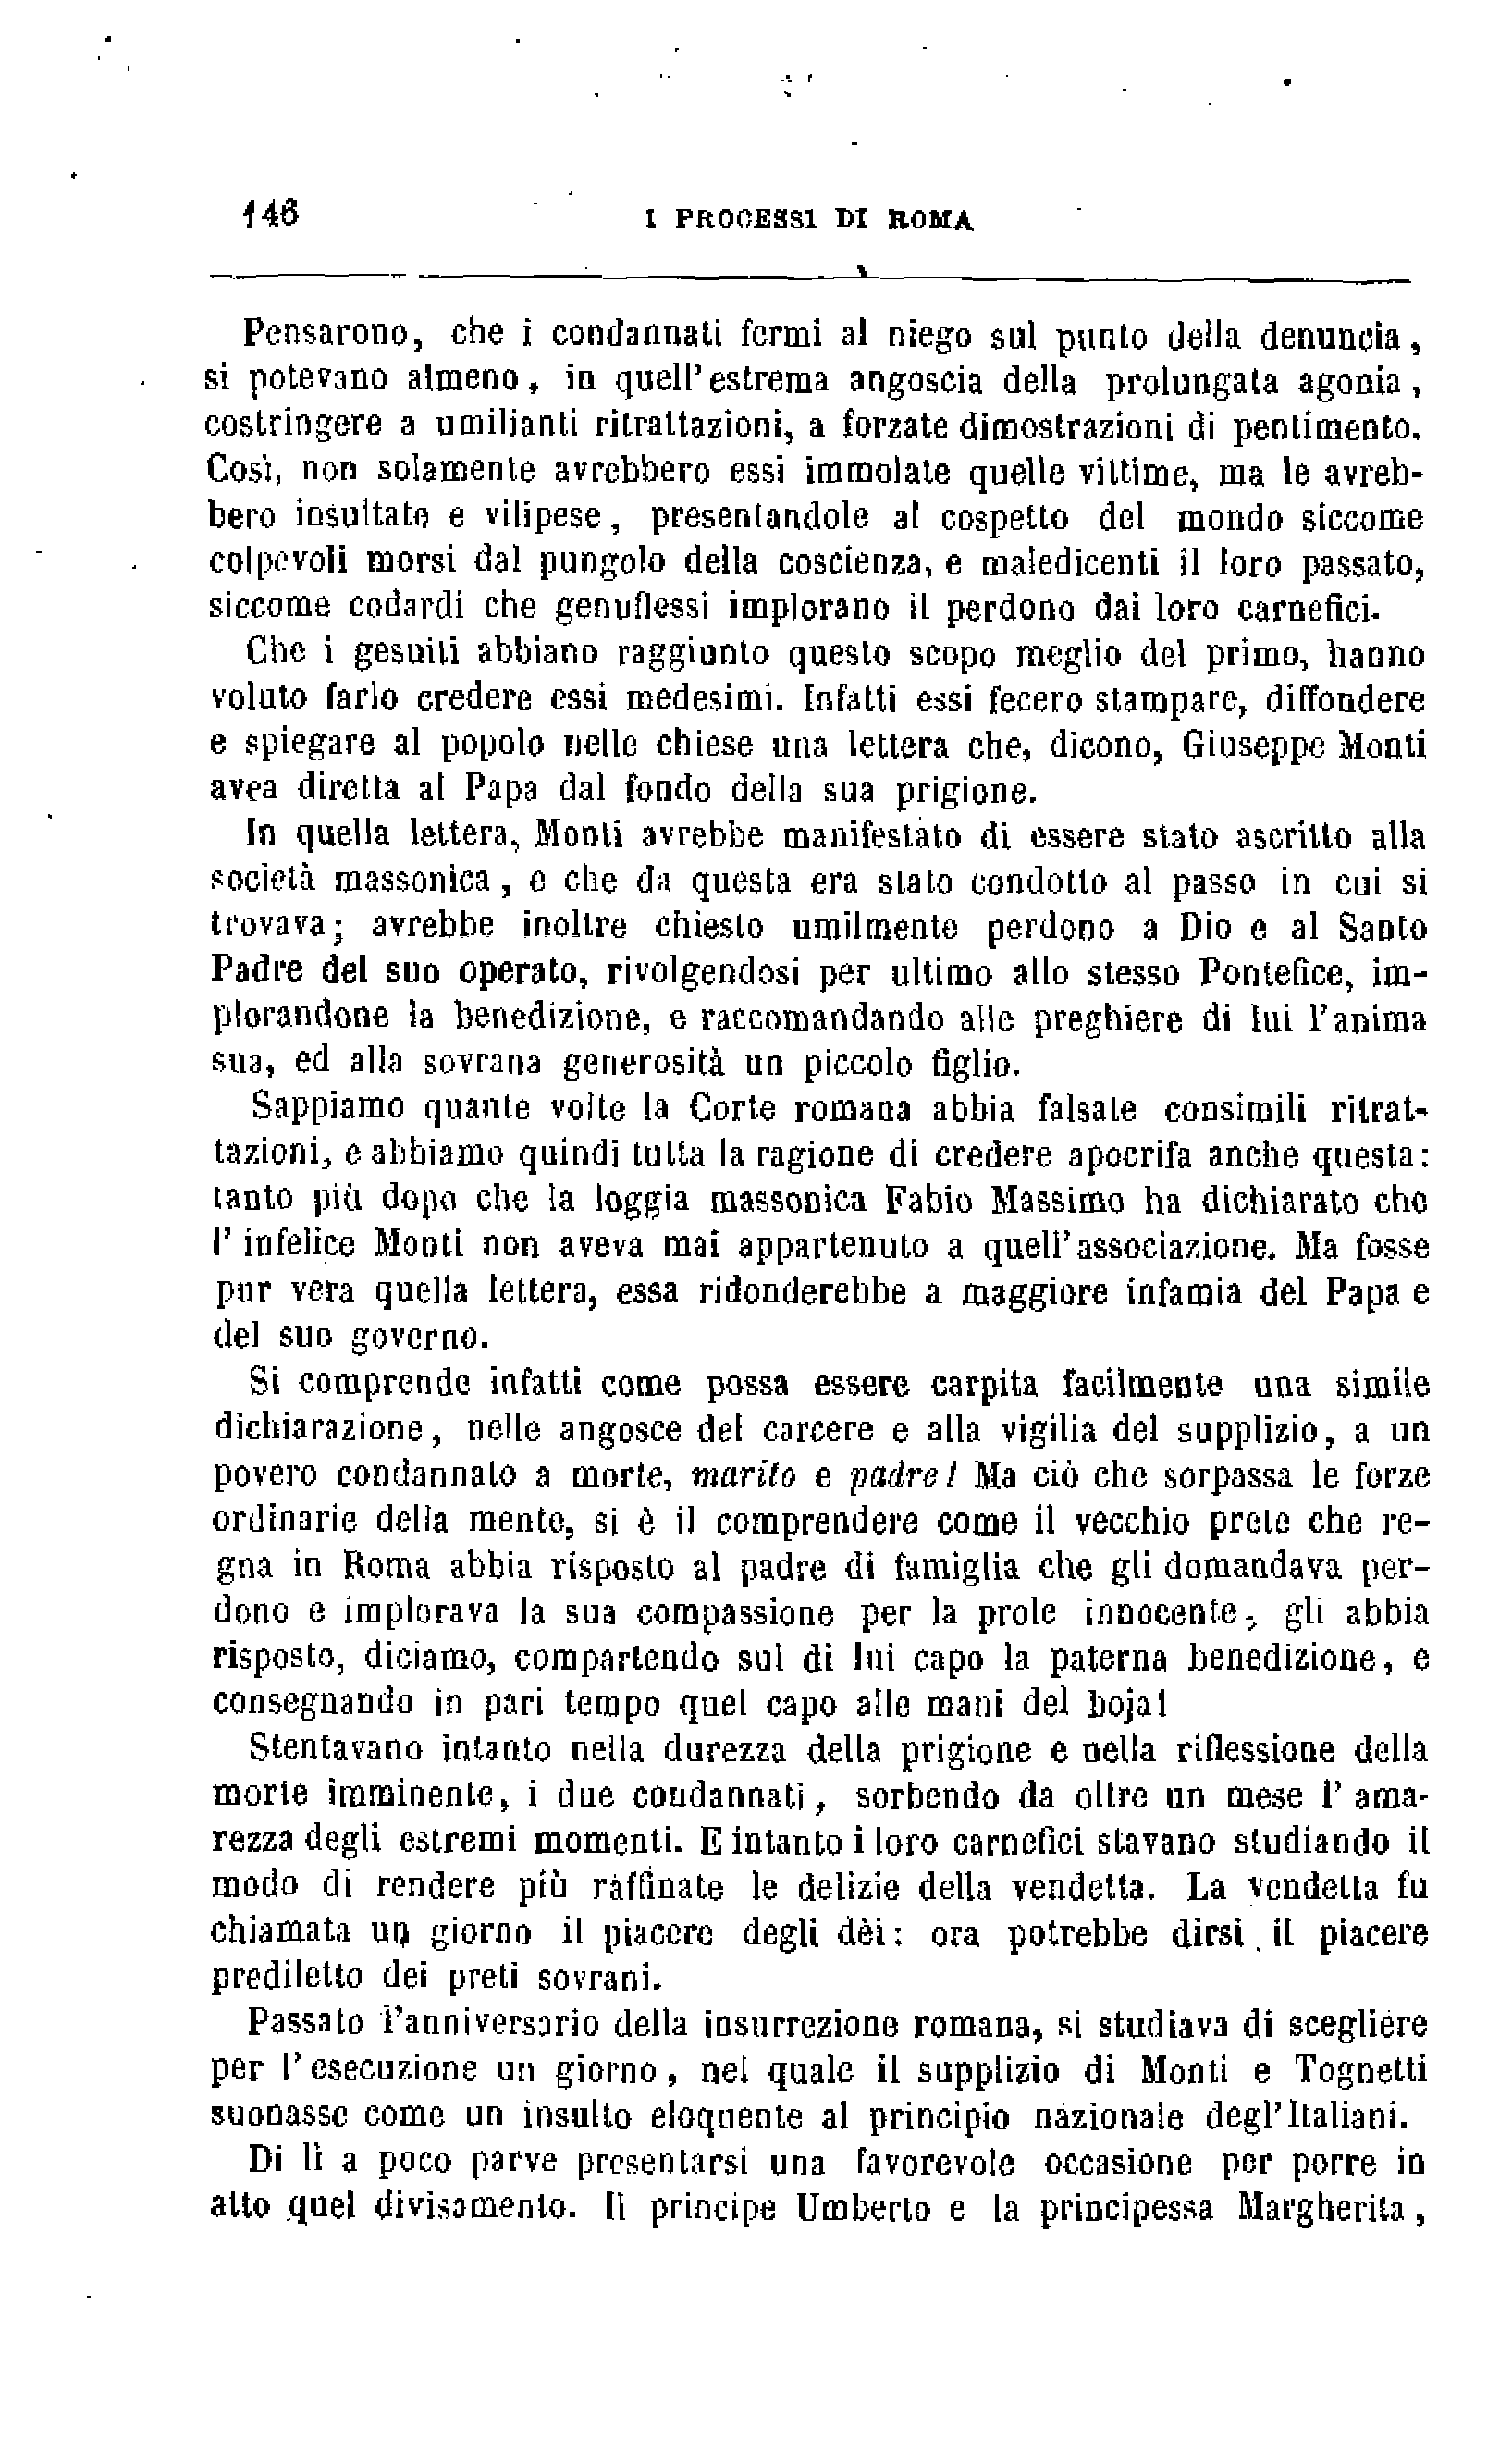 146 I PROCESSI DI ROMA
Pensarono, che i condannati fermi al niego sul punto della denuncia,
si potevano almeno, in quell'estrema angoscia della prolungata agonia,
costringere a umilianti ritrattazioni, a forzate dimostrazioni di pentimento.
Così, non solamente avrebbero essi immolate quelle vittime, ma le avreb-
bero insultate e vilipese, presentandole al cospetto del mondo siccome
colpevoli morsi dal pungolo della coscienza, e maledicenti il loro passato,
siccome codardi che genuflessi implorano il perdono dai loro carnefici.
Che i gesuiti abbiano raggiunto questo scopo meglio del primo, hanno
voluto farlo credere essi medesimi. Infatti essi fecero stampare, diffondere
e spiegare al popolo nelle chiese una lettera che, dicono, Giuseppe Monti
avea diretta al Papa dal fondo della sua prigione.
In quella lettera, Monti avrebbe manifestato di essere stato ascritto alla
società massonica, e che da questa era stato condotto al passo in cui si
trovava; avrebbe inoltre chiesto umilmente perdono a Dio e al Santo
Padre del suo operato, rivolgendosi per ultimo allo stesso Pontefice, im-
plorandone la benedizione, e raccomandando alle preghiere di lui l'anima
sua, ed alla sovrana generosità un piccolo figlio.
Sappiamo quante volte la Corte romana abbia falsate consimili ritrat-
tazioni, e abbiamo quindi tutta la ragione di credere apocrifa anche questa:
tanto più dopo che la loggia massonica Fabio Massimo ha dichiarato che
l'infelice Monti non aveva mai appartenuto a quell'associazione. Ma fosse
pur vera quella lettera, essa ridonderebbe a maggiore infamia del Papa e
del suo governo.
Si comprende infatti come possa essere carpita facilmente una simile
dichiarazione, nelle angosce del carcere e alla vigilia del supplizio, a un
povero condannato a morte, marito e padre! Ma ciò che sorpassa le forze
ordinarie della mente, si è il comprendere come il vecchio prete che re-
gna in Roma abbia risposto al padre di famiglia che gli domandava per-
dono e implorava la sua compassione per la prole innocente, gli abbia
risposto, diciamo, compartendo sul di lui capo la paterna benedizione, e
consegnando in pari tempo quel capo alle mani del boja!
Stentavano intanto nella durezza della prigione e nella riflessione della
morte imminente, i due condannati, sorbendo da oltre un mese l'ama-
rezza degli estremi momenti. E intanto i loro carnefici stavano studiando il
modo di rendere più raffinate le delizie della vendetta. La vendetta fu
chiamata un giorno il piacere degli dèi: ora potrebbe dirsi il piacere
prediletto dei preti sovrani.
Passato l'anniversario della insurrezione romana, si studiava di scegliere
per l'esecuzione un giorno, nel quale il supplizio di Monti e Tognetti
suonasse come un insulto eloquente al principio nazionale degl'Italiani.
Di lì a poco parve presentarsi una favorevole occasione per porre in
atto quel divisamento. Il principe Umberto e la principessa Margherita,